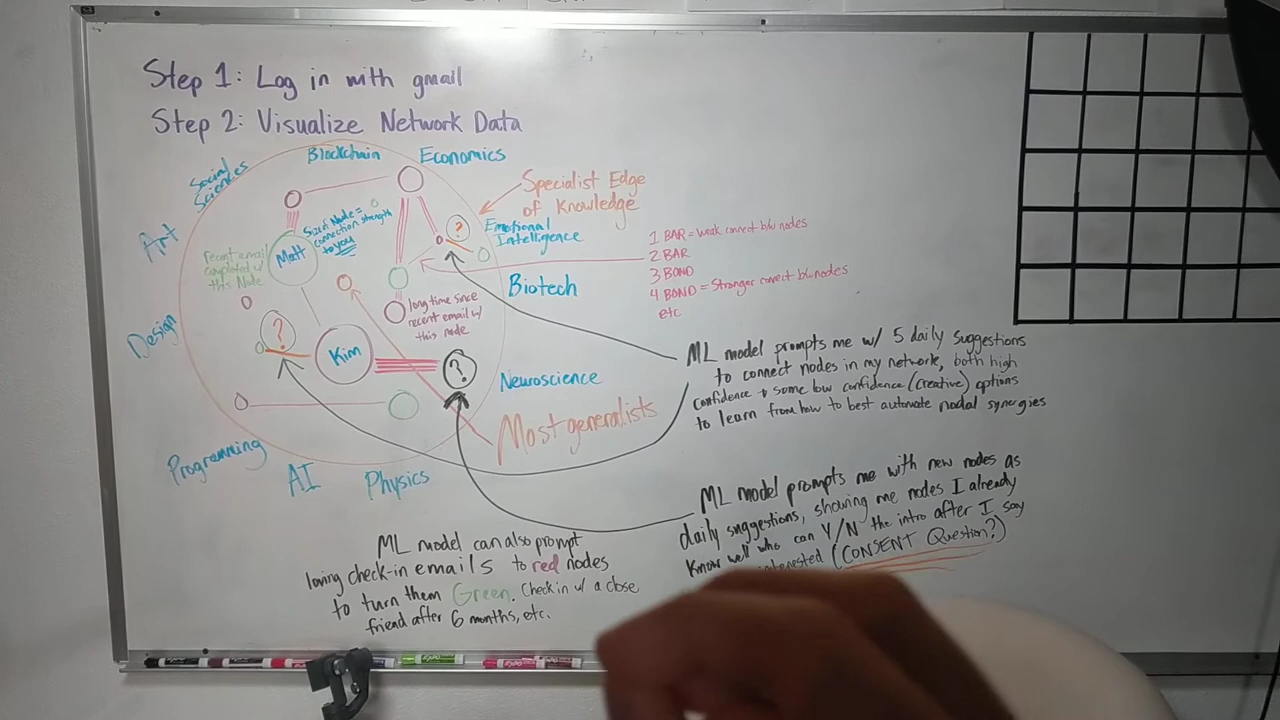 Step 1: Log in with gmail
Step 2: Visualize Network Data
Blockchain
Economics
Social
Sciences
Art
Design
Programming
AI
Physics
Neuroscience
Biotech
Emotional
Intelligence
Specialist Edge
of Knowledge
Size of Node =
connection strength
to you
Matt
recent email
completed w/
this Node
?
?
Kim
?
long time since
recent email w/
this node
Most generalists
1 BAR = weak connect b/w nodes
2 BAR
3 BOND
4 BOND = Stronger connect b/w nodes
etc
ML model prompts me w/ 5 daily suggestions
to connect nodes in my network, both high
confidence + some low confidence (creative) options
to learn from how to best automate nodal synergies
ML model prompts me with new nodes as
daily suggestions, showing me nodes I already
know well who can Y/N the intro after I say
interested (CONSENT Question?)
ML model can also prompt
loving check-in emails to red nodes
to turn them Green. Check in w/ a close
friend after 6 months, etc.
EXPO
EXPO